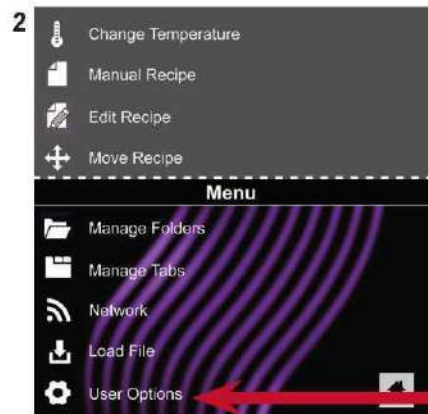 2
Change Temperature
Manual Recipe
Edit Recipe
Move Recipe
Menu
Manage Folders
Manage Tabs
Network
Load File
User Options